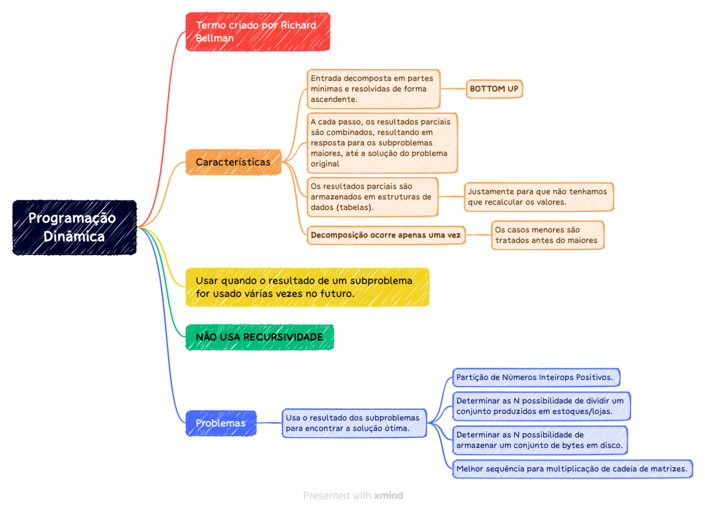 Termo criado por Richard
Bellman
Entrada decomposta em partes
mínimas e resolvidas de forma
ascendente.
BOTTOM UP
A cada passo, os resultados parciais
são combinados, resultando em
resposta para os subproblemas
maiores, até a solução do problema
original
Características
Os resultados parciais são
armazenados em estruturas de
dados (tabelas).
Justamente para que não tenhamos
que recalcular os valores.
Decomposição ocorre apenas uma vez
Os casos menores são
tratados antes do maiores
Programação
Dinâmica
Usar quando o resultado de um subproblema
for usado várias vezes no futuro.
NÃO USA RECURSIVIDADE
Problemas
Usa o resultado dos subproblemas
para encontrar a solução ótima.
Partição de Números Inteirops Positivos.
Determinar as N possibilidade de dividir um
conjunto produzidos em estoques/lojas.
Determinar as N possibilidade de
armazenar um conjunto de bytes em disco.
Melhor sequência para multiplicação de cadeia de matrizes.
Presented with xmind